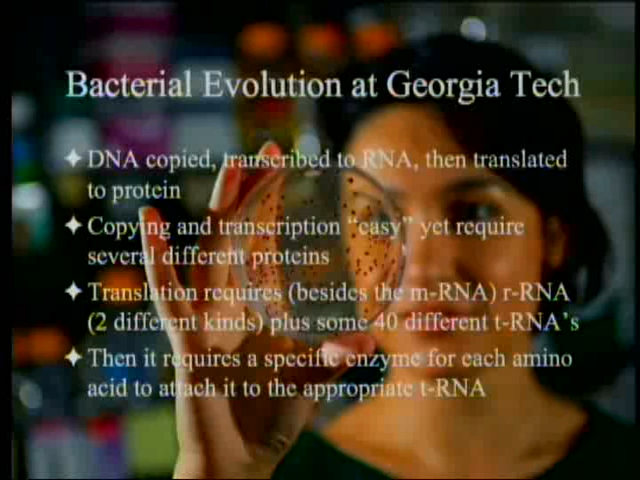 Bacterial Evolution at Georgia Tech
✦ DNA copied, transcribed to RNA, then translated
to protein
✦ Copying and transcription “easy” yet require
several different proteins
✦ Translation requires (besides the m-RNA) r-RNA
(2 different kinds) plus some 40 different t-RNA’s
✦ Then it requires a specific enzyme for each amino
acid to attach it to the appropriate t-RNA